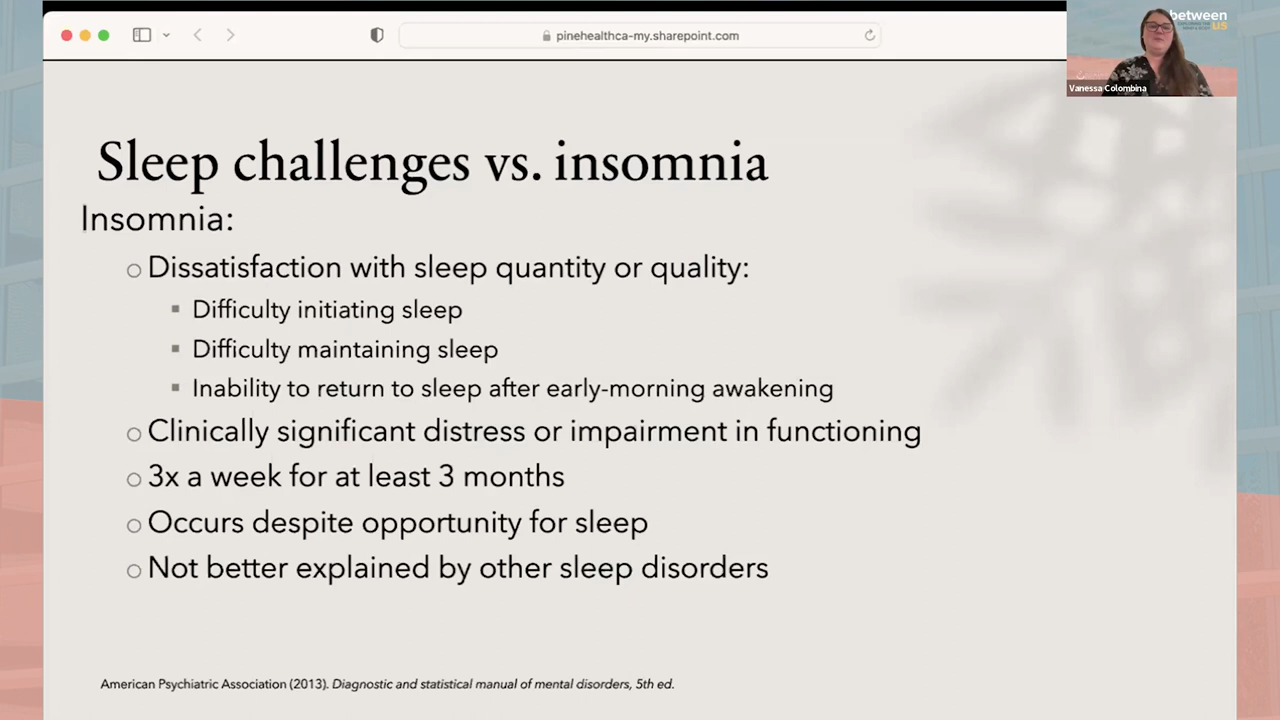 pinehealthca-my.sharepoint.com
between
us
Vanessa Colombina
Sleep challenges vs. insomnia
Insomnia:
Dissatisfaction with sleep quantity or quality:
Difficulty initiating sleep
Difficulty maintaining sleep
Inability to return to sleep after early-morning awakening
Clinically significant distress or impairment in functioning
3x a week for at least 3 months
Occurs despite opportunity for sleep
Not better explained by other sleep disorders
American Psychiatric Association (2013). Diagnostic and statistical manual of mental disorders, 5th ed.